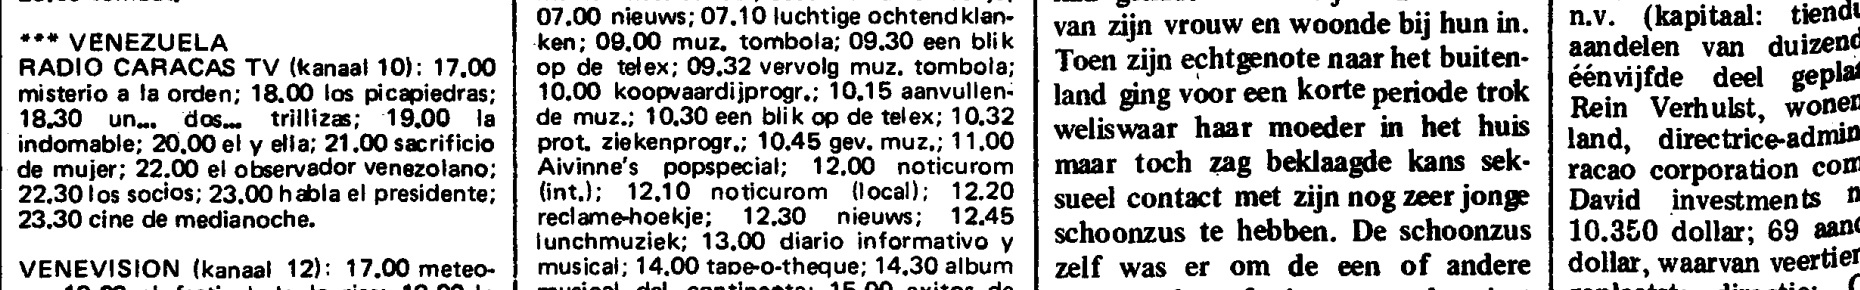 *** VENEZUELA
RADIO CARACAS TV (kanaal 10): 17.00
misterio a la orden; 18.00 los picapiedras;
18.30 un... dos... trillizas; 19.00 la
indomable; 20.00 el y ella; 21.00 sacrificio
de mujer; 22.00 el observador venezolano;
22.30 los socios; 23.00 habla el presidente;
23.30 cine de medianoche.
VENEVISION (kanaal 12): 17.00 meteo-
07.00 nieuws; 07.10 luchtige ochtendklan-
ken; 09.00 muz. tombola; 09.30 een blik
op de telex; 09.32 vervolg muz. tombola;
10.00 koopvaardijprogr.; 10.15 aanvullen-
de muz.; 10.30 een blik op de telex; 10.32
prot. ziekenprogr.; 10.45 gev. muz.; 11.00
Aivinne's popspecial; 12.00 noticurom
(int.); 12.10 noticurom (local); 12.20
reclame-hoekje; 12.30 nieuws; 12.45
lunchmuziek; 13.00 diario informativo y
musical; 14.00 tape-o-theque; 14.30 album
musical del continente; 15.00 exitos de
van zijn vrouw en woonde bij hun in.
Toen zijn echtgenote naar het buiten-
land ging voor een korte periode trok
weliswaar haar moeder in het huis
maar toch zag beklaagde kans sek-
sueel contact met zijn nog zeer jonge
schoonzus te hebben. De schoonzus
zelf was er om de een of andere
n.v. (kapitaal:
aandelen van duizend
éénvijfde deel
Rein Verhulst,
land,
racao corporation
David investments
10.350 dollar; 69
dollar, waarvan